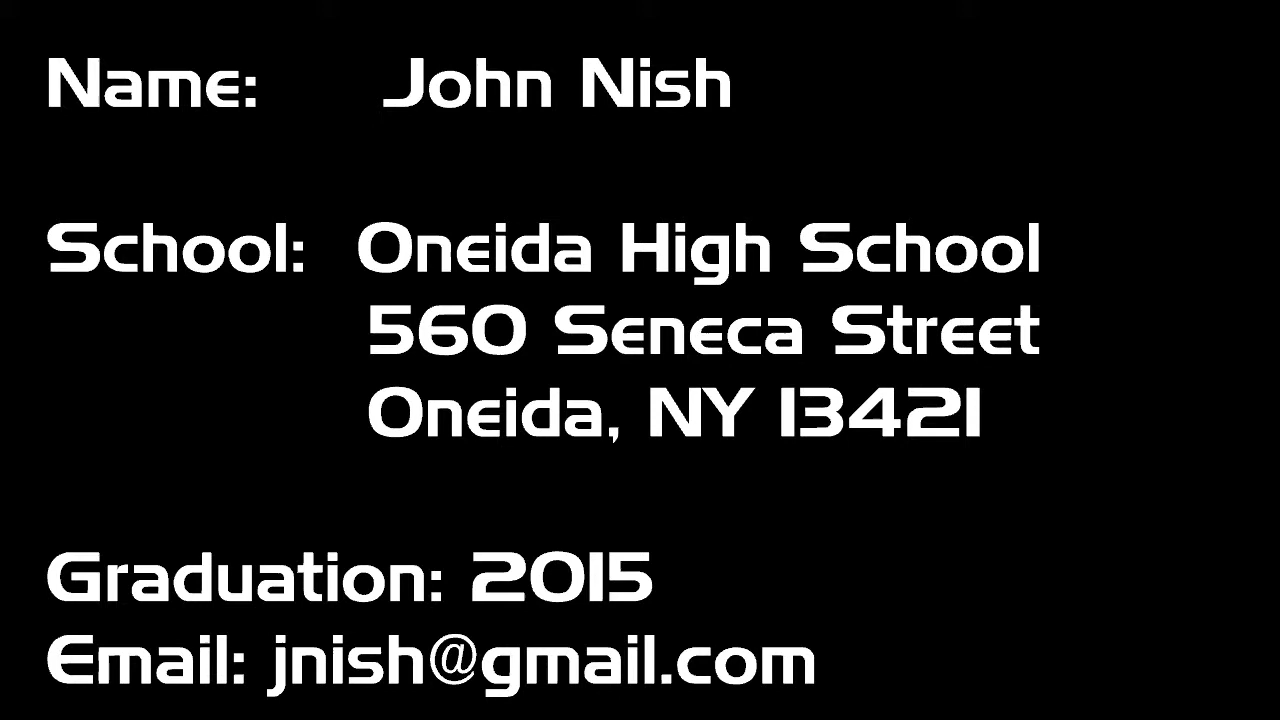 Name: John Nish
School: Oneida High School
560 Seneca Street
Oneida, NY 13421
Graduation: 2015
Email: jnish@gmail.com